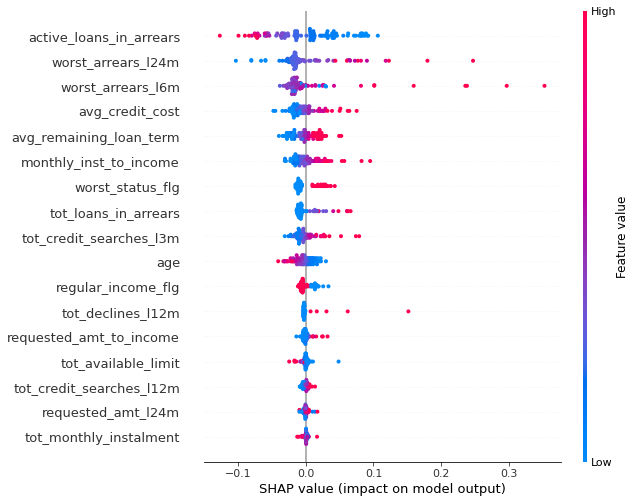 High
active_loans_in_arrears
worst_arrears_l24m
worst_arrears_l6m
avg_credit_cost
avg_remaining_loan_term
monthly_inst_to_income
worst_status_flg
tot_loans_in_arrears
tot_credit_searches_l3m
age
regular_income_flg
tot_declines_l12m
requested_amt_to_income
tot_available_limit
tot_credit_searches_l12m
requested_amt_l24m
tot_monthly_instalment
Feature value
Low
−0.1 0.0 0.1 0.2 0.3
SHAP value (impact on model output)